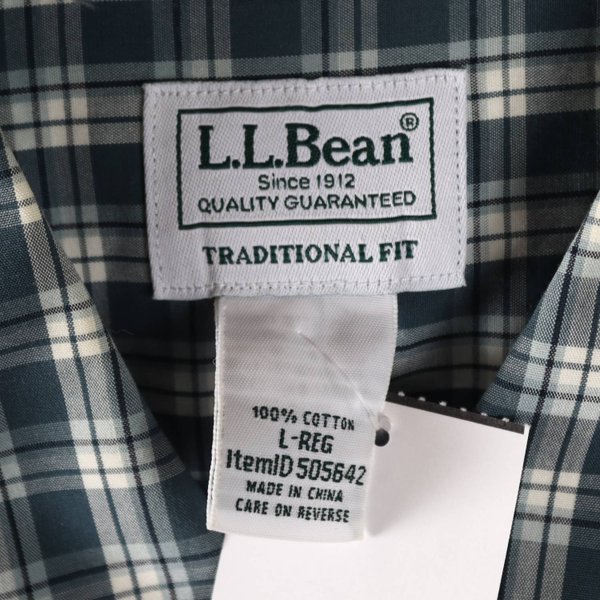 L.L.Bean®
Since 1912
QUALITY GUARANTEED
TRADITIONAL FIT
100% COTTON
L-REG
ItemID 505642
MADE IN CHINA
CARE ON REVERSE